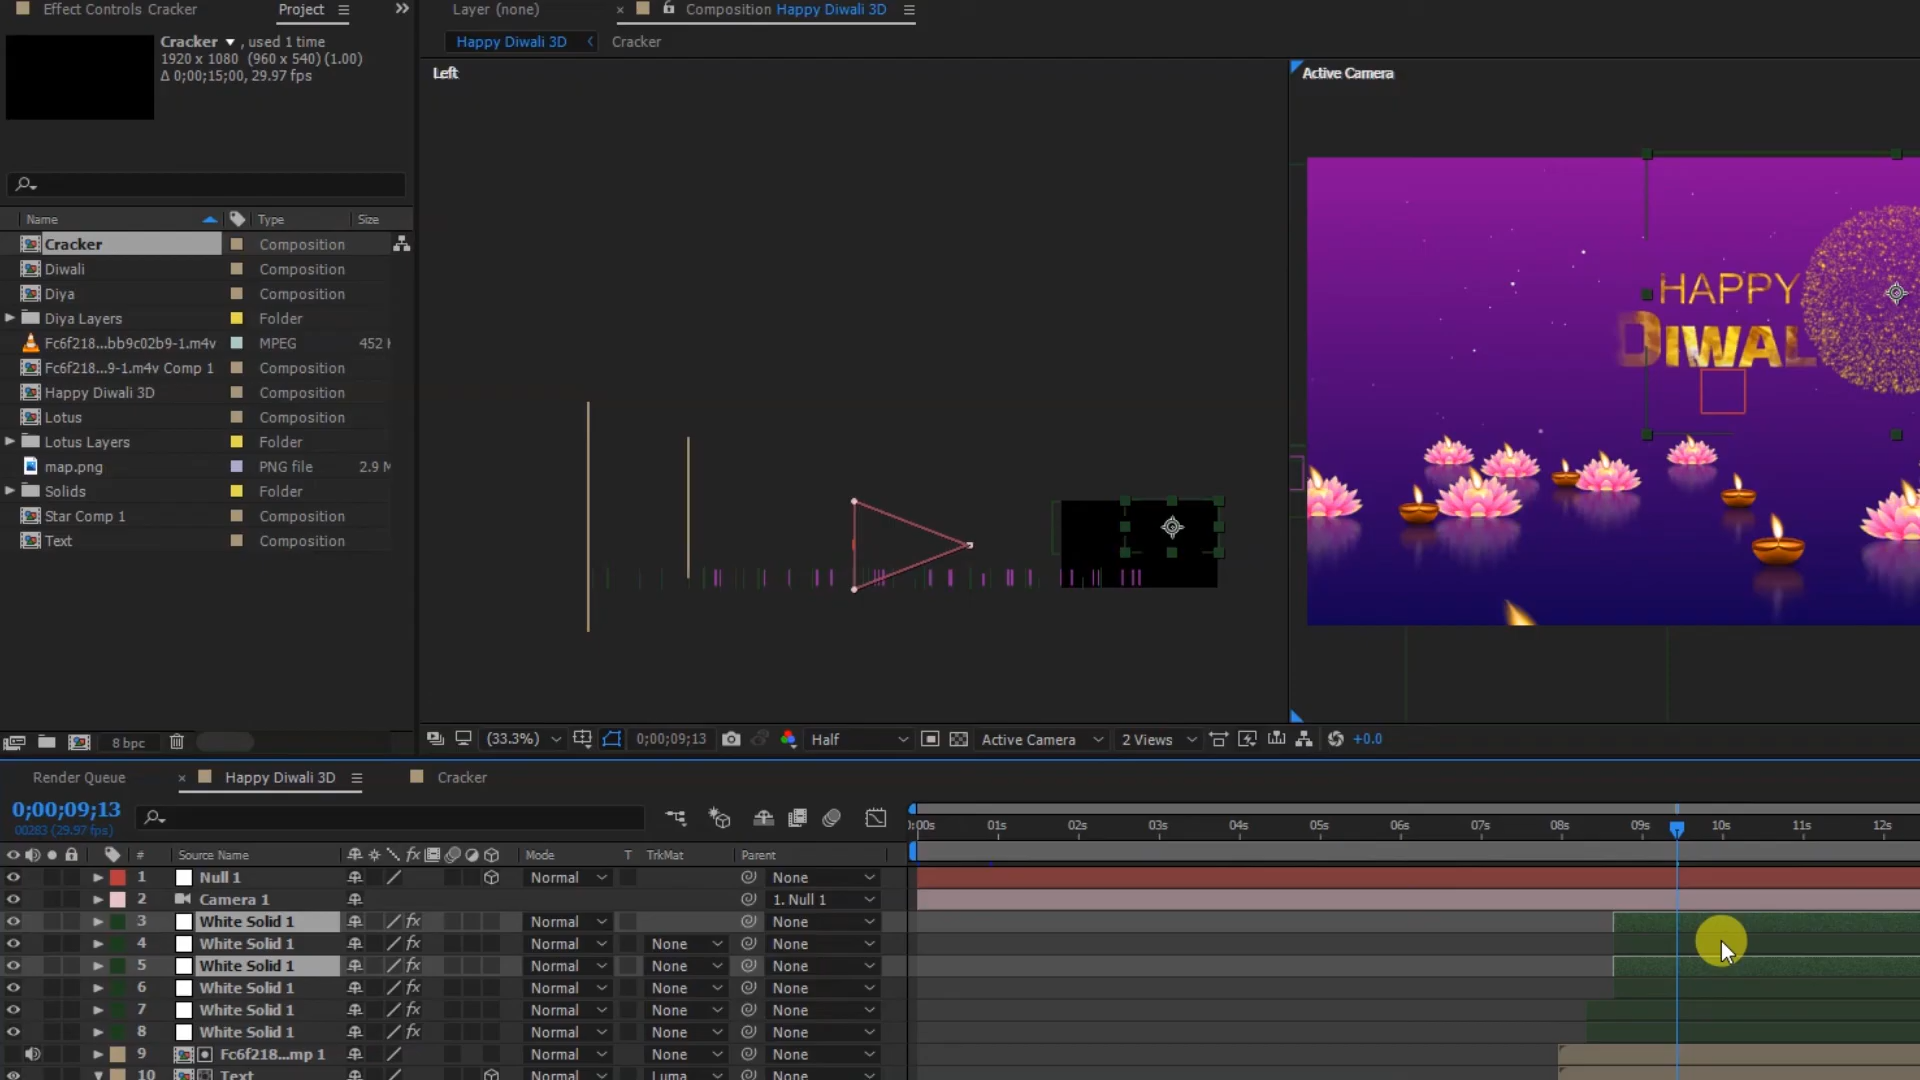 Effect Controls Cracker
Project
Layer (none)
Composition Happy Diwali 3D
Cracker , used 1 time
1920 x 1080 (960 x 540) (1.00)
Δ 0;00;15;00, 29.97 fps
Happy Diwali 3D
Cracker
Left
Active Camera
HAPPY
DIWAL
Name
Type
Size
Cracker Composition
Diwali Composition
Diya Composition
Diya Layers Folder
Fc6f218...bb9c02b9-1.m4v MPEG 452
Fc6f218...9-1.m4v Comp 1 Composition
Happy Diwali 3D Composition
Lotus Composition
Lotus Layers Folder
map.png PNG file 2.9 M
Solids Folder
Star Comp 1 Composition
Text Composition
8 bpc
(33.3%)
0;00;09;13
Half
Active Camera
2 Views
+0.0
Render Queue
Happy Diwali 3D
Cracker
0;00;09;13
00283 (29.97 fps)
:00s 01s 02s 03s 04s 05s 06s 07s 08s 09s 10s 11s 12s
# Source Name fx Mode T TrkMat Parent
1 Null 1 Normal None
2 Camera 1 1. Null 1
3 White Solid 1 fx Normal None
4 White Solid 1 fx Normal None None
5 White Solid 1 fx Normal None None
6 White Solid 1 fx Normal None None
7 White Solid 1 fx Normal None None
8 White Solid 1 fx Normal None None
9 Fc6f218...mp 1 Normal None None
10 Text Normal Luma None